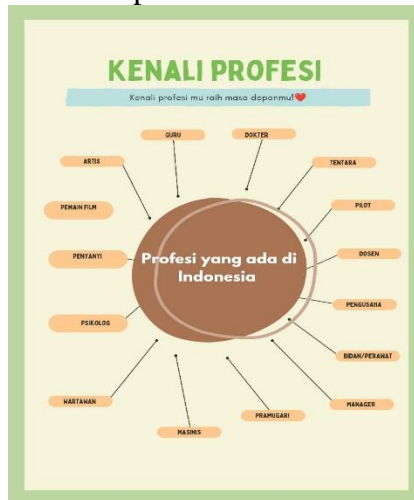 KENALI PROFESI
Kenali profesi mu raih masa depanmu!❤️
GURU
DOKTER
ARTIS
TENTARA
PEMAIN FILM
PILOT
PENYANYI
Profesi yang ada di
Indonesia
DOSEN
PENGUSAHA
PSIKOLOG
BIDAN/PERAWAT
WARTAWAN
MANAGER
PRAMUGARI
MASINIS